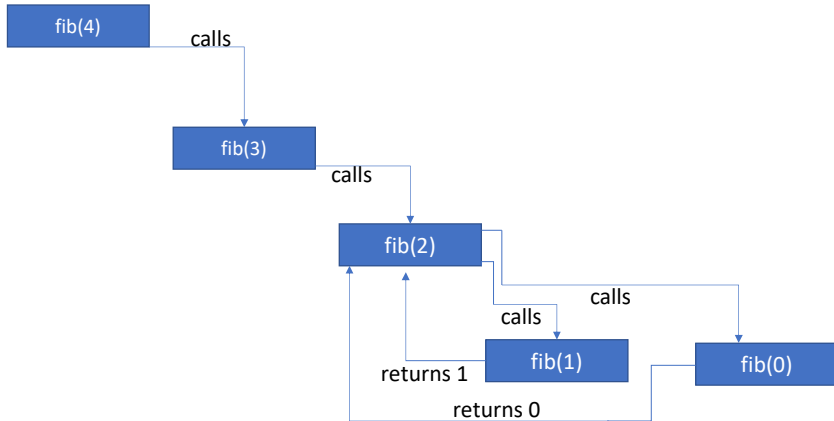 fib(4)
calls
fib(3)
calls
fib(2)
calls
calls
fib(1)
fib(0)
returns 1
returns 0